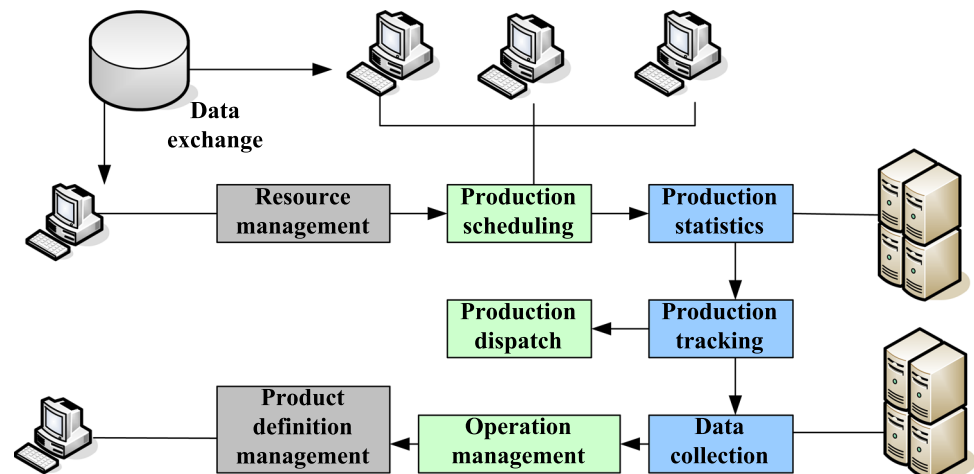 Data
exchange
Resource
management
Production
scheduling
Production
statistics
Production
dispatch
Production
tracking
Product
definition
management
Operation
management
Data
collection